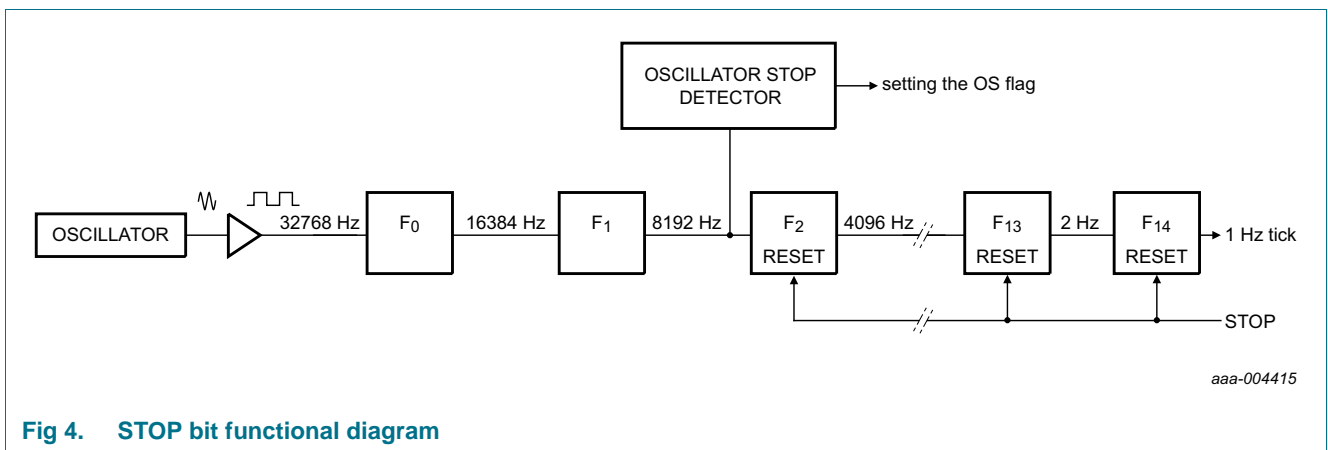 OSCILLATOR STOP
DETECTOR
setting the OS flag
OSCILLATOR
32768 Hz
F0
16384 Hz
F1
8192 Hz
F2
RESET
4096 Hz
F13
RESET
2 Hz
F14
RESET
1 Hz tick
STOP
aaa-004415
Fig 4. STOP bit functional diagram